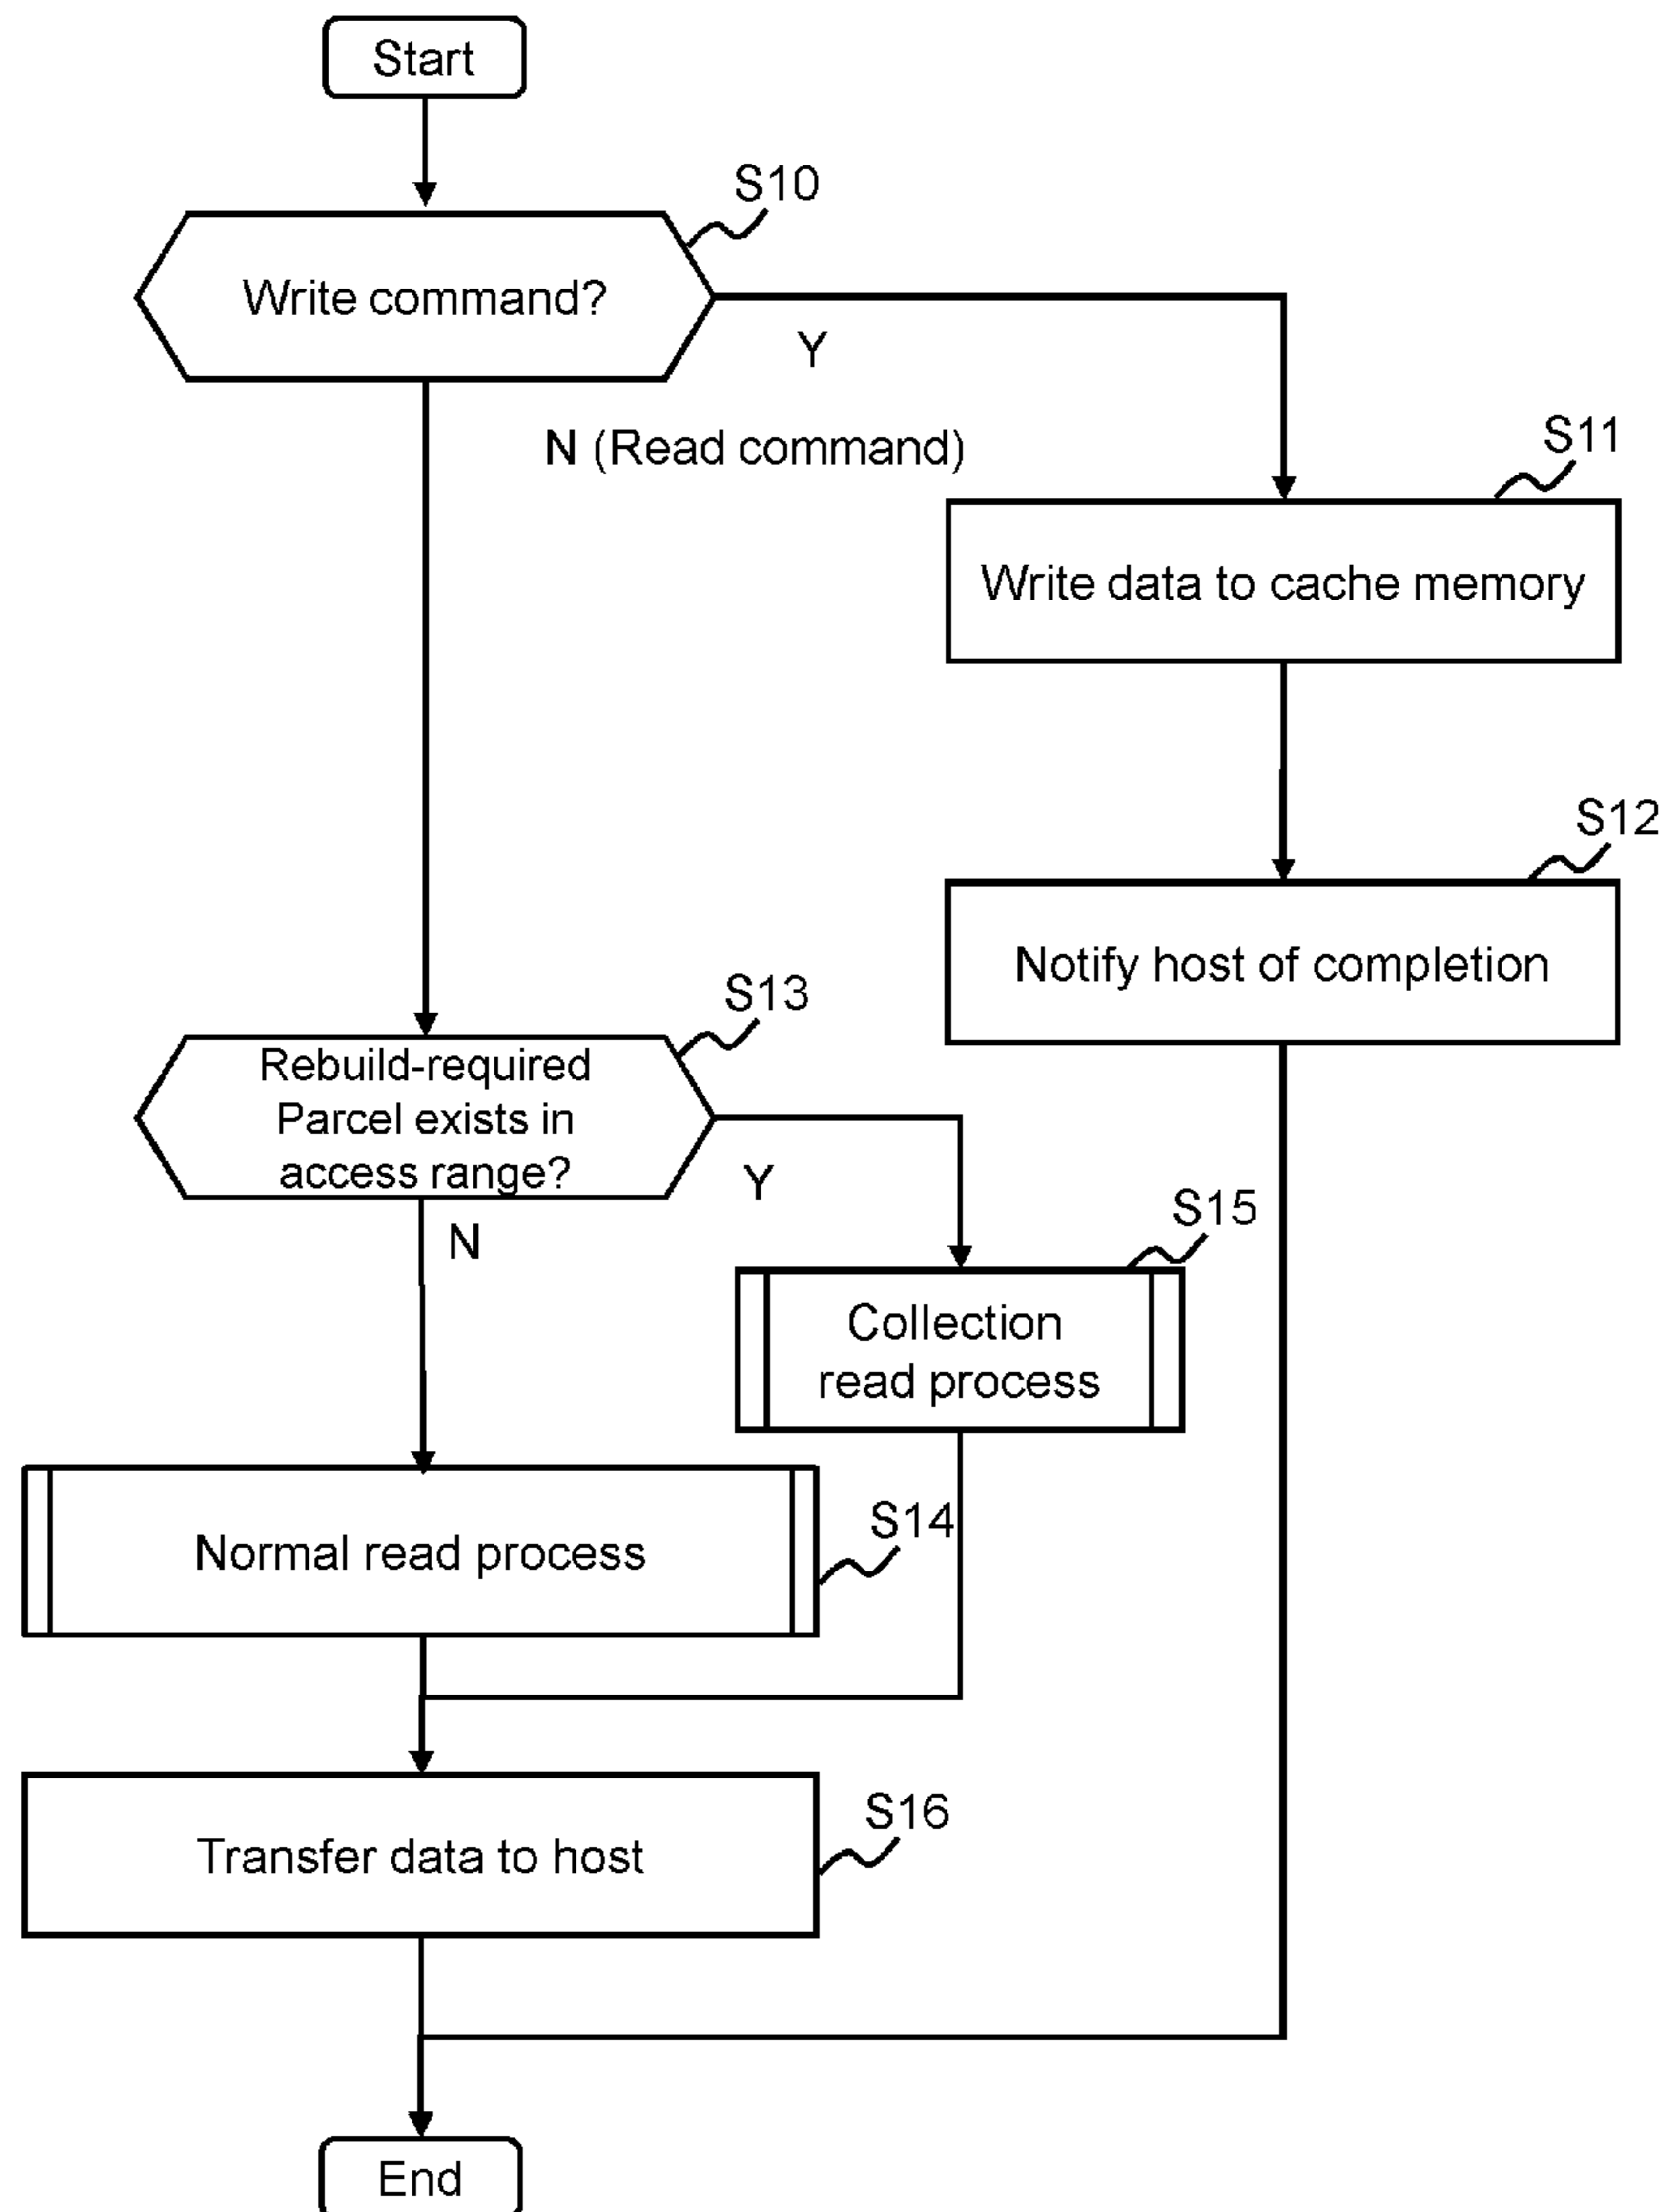 Start
S10
Write command?
Y
N (Read command)
S11
Write data to cache memory
S12
Notify host of completion
S13
Rebuild-required
Parcel exists in
access range?
Y
N
S15
Collection
read process
S14
Normal read process
S16
Transfer data to host
End